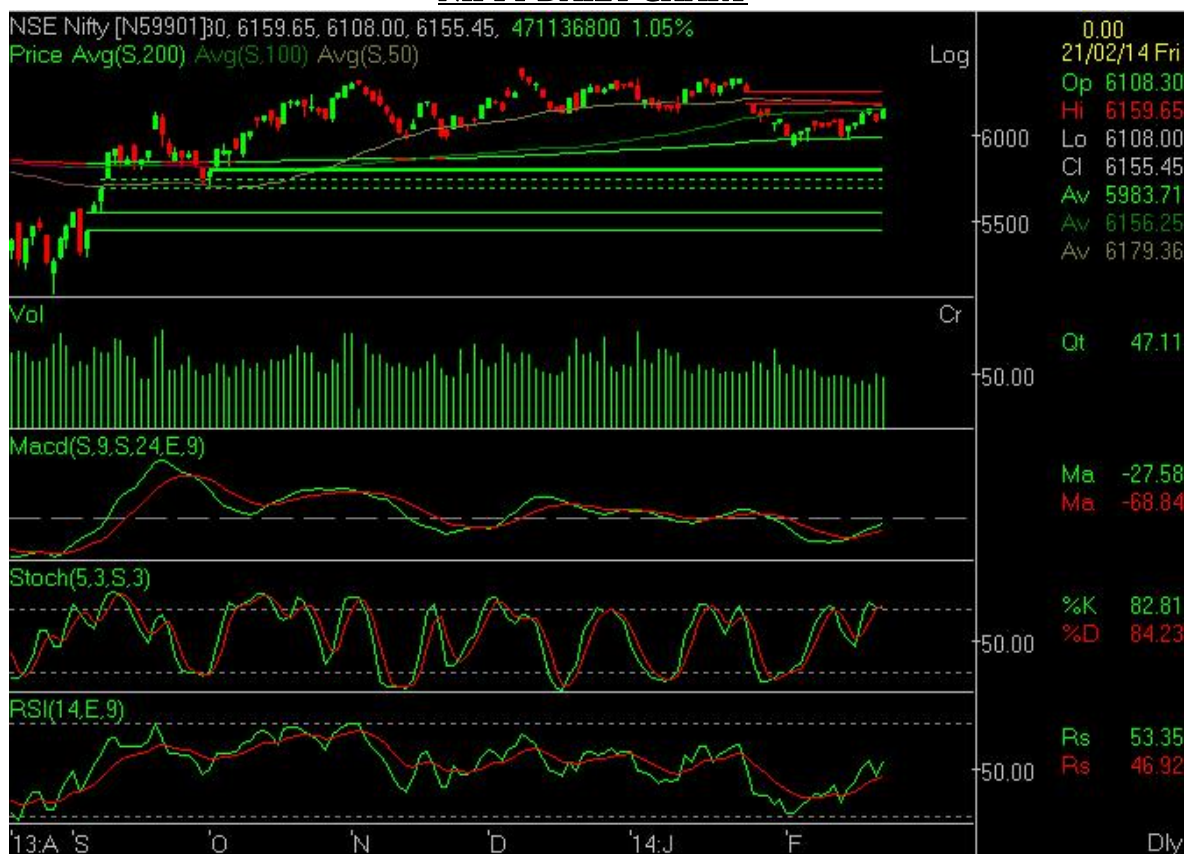 NIFTY DAILY CHART
NSE Nifty [N59901]30, 6159.65, 6108.00, 6155.45, 471136800 1.05%
Price Avg(S,200) Avg(S,100) Avg(S,50)
Log
0.00
21/02/14 Fri
Op 6108.30
Hi 6159.65
Lo 6108.00
Cl 6155.45
Av 5983.71
Av 6156.25
Av 6179.36
6000
5500
Vol
Cr
Qt 47.11
50.00
Macd(S,9,S,24,E,9)
Ma -27.58
Ma -68.84
Stoch(5,3,S,3)
%K 82.81
%D 84.23
50.00
RSI(14,E,9)
Rs 53.35
Rs 46.92
50.00
'13:A 'S 'O 'N 'D '14:J 'F
Dly